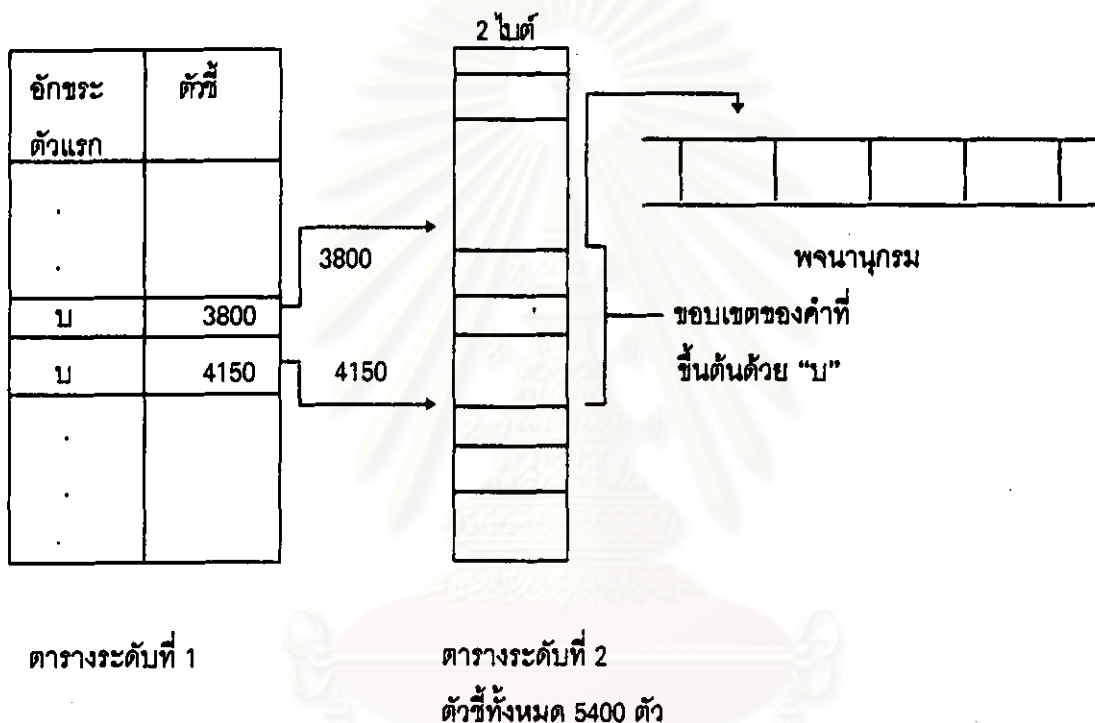 2 ไบต์
อักขระ ตัวชี้
ตัวแรก
.
.
3800
บ 3800
บ 4150
4150
.
.
.
พจนานุกรม
ขอบเขตของคำที่
ขึ้นต้นด้วย “บ”
ตารางระดับที่ 1
ตารางระดับที่ 2
ตัวชี้ทั้งหมด 5400 ตัว